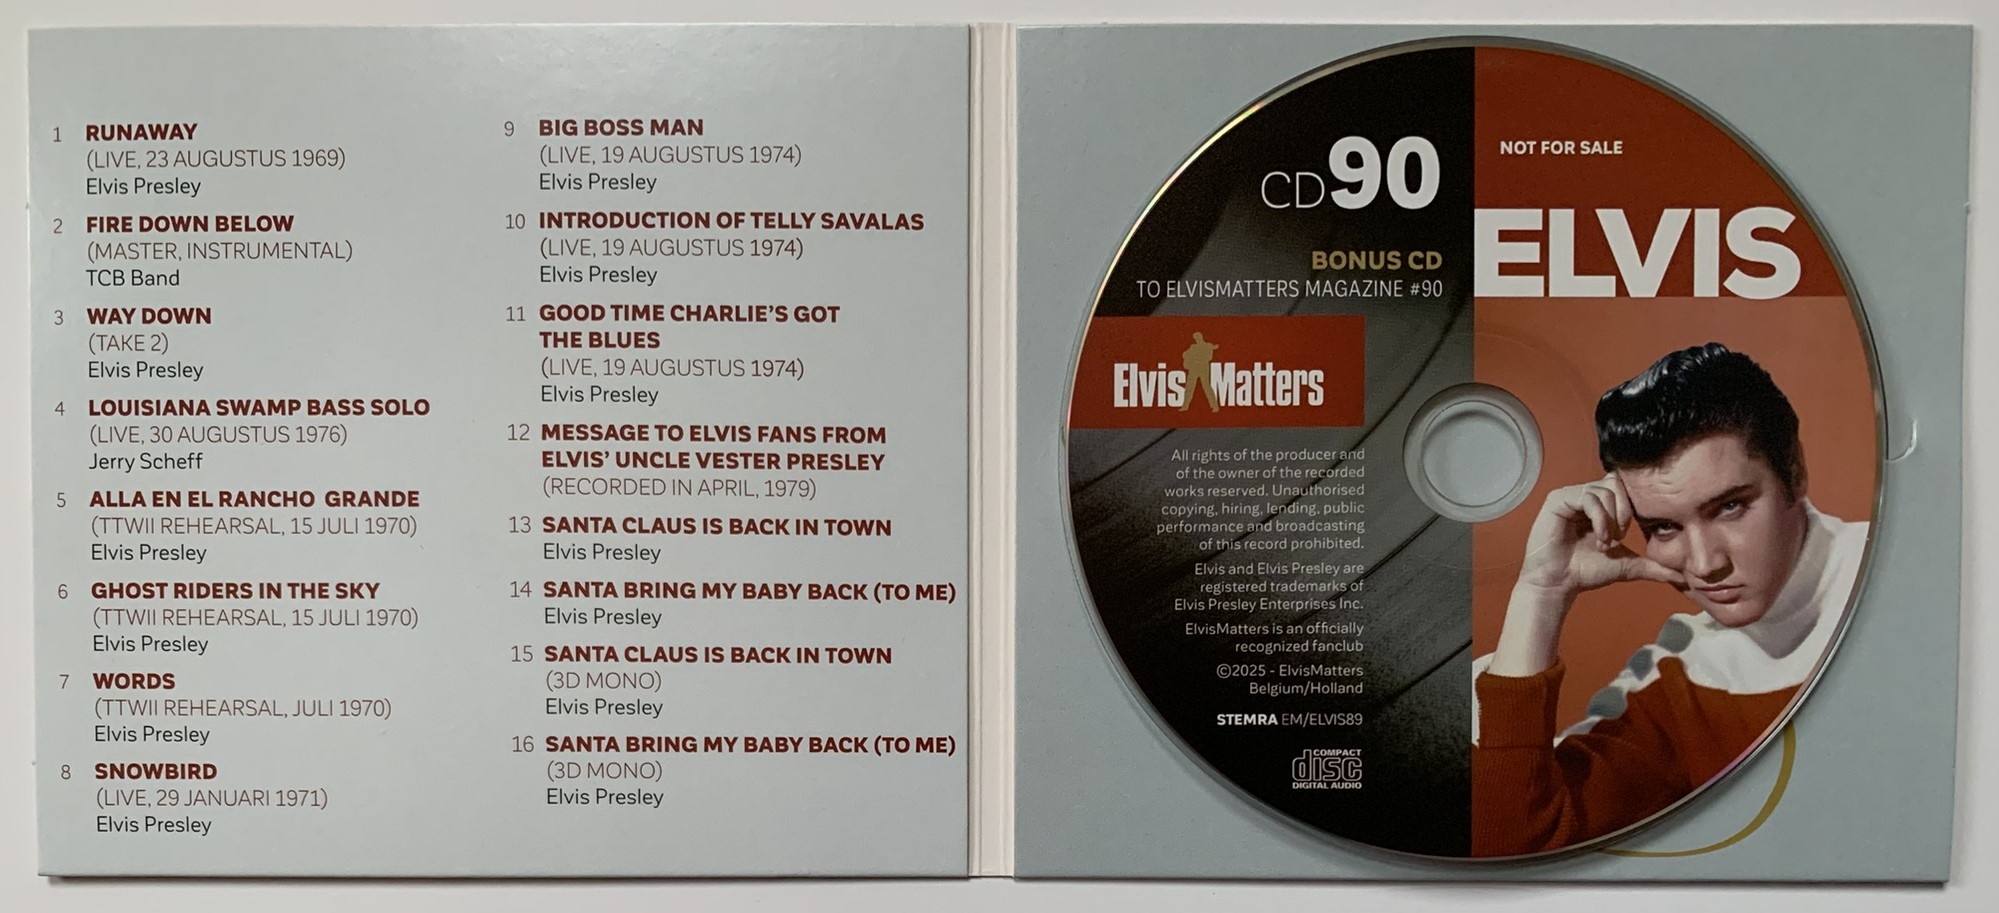 1 RUNAWAY
(LIVE, 23 AUGUSTUS 1969)
Elvis Presley
2 FIRE DOWN BELOW
(MASTER, INSTRUMENTAL)
TCB Band
3 WAY DOWN
(TAKE 2)
Elvis Presley
4 LOUISIANA SWAMP BASS SOLO
(LIVE, 30 AUGUSTUS 1976)
Jerry Scheff
5 ALLA EN EL RANCHO GRANDE
(TTWII REHEARSAL, 15 JULI 1970)
Elvis Presley
6 GHOST RIDERS IN THE SKY
(TTWII REHEARSAL, 15 JULI 1970)
Elvis Presley
7 WORDS
(TTWII REHEARSAL, JULI 1970)
Elvis Presley
8 SNOWBIRD
(LIVE, 29 JANUARI 1971)
Elvis Presley
9 BIG BOSS MAN
(LIVE, 19 AUGUSTUS 1974)
Elvis Presley
10 INTRODUCTION OF TELLY SAVALAS
(LIVE, 19 AUGUSTUS 1974)
Elvis Presley
11 GOOD TIME CHARLIE'S GOT
THE BLUES
(LIVE, 19 AUGUSTUS 1974)
Elvis Presley
12 MESSAGE TO ELVIS FANS FROM
ELVIS' UNCLE VESTER PRESLEY
(RECORDED IN APRIL, 1979)
13 SANTA CLAUS IS BACK IN TOWN
Elvis Presley
14 SANTA BRING MY BABY BACK (TO ME)
Elvis Presley
15 SANTA CLAUS IS BACK IN TOWN
(3D MONO)
Elvis Presley
16 SANTA BRING MY BABY BACK (TO ME)
(3D MONO)
Elvis Presley
CD90
BONUS CD
TO ELVISMATTERS MAGAZINE #90
Elvis Matters
All rights of the producer and
of the owner of the recorded
works reserved. Unauthorised
copying, hiring, lending, public
performance and broadcasting
of this record prohibited.
Elvis and Elvis Presley are
registered trademarks of
Elvis Presley Enterprises Inc.
ElvisMatters is an officially
recognized fanclub
©2025 - ElvisMatters
Belgium/Holland
STEMRA EM/ELVIS89
COMPACT
disc
DIGITAL AUDIO
NOT FOR SALE
ELVIS